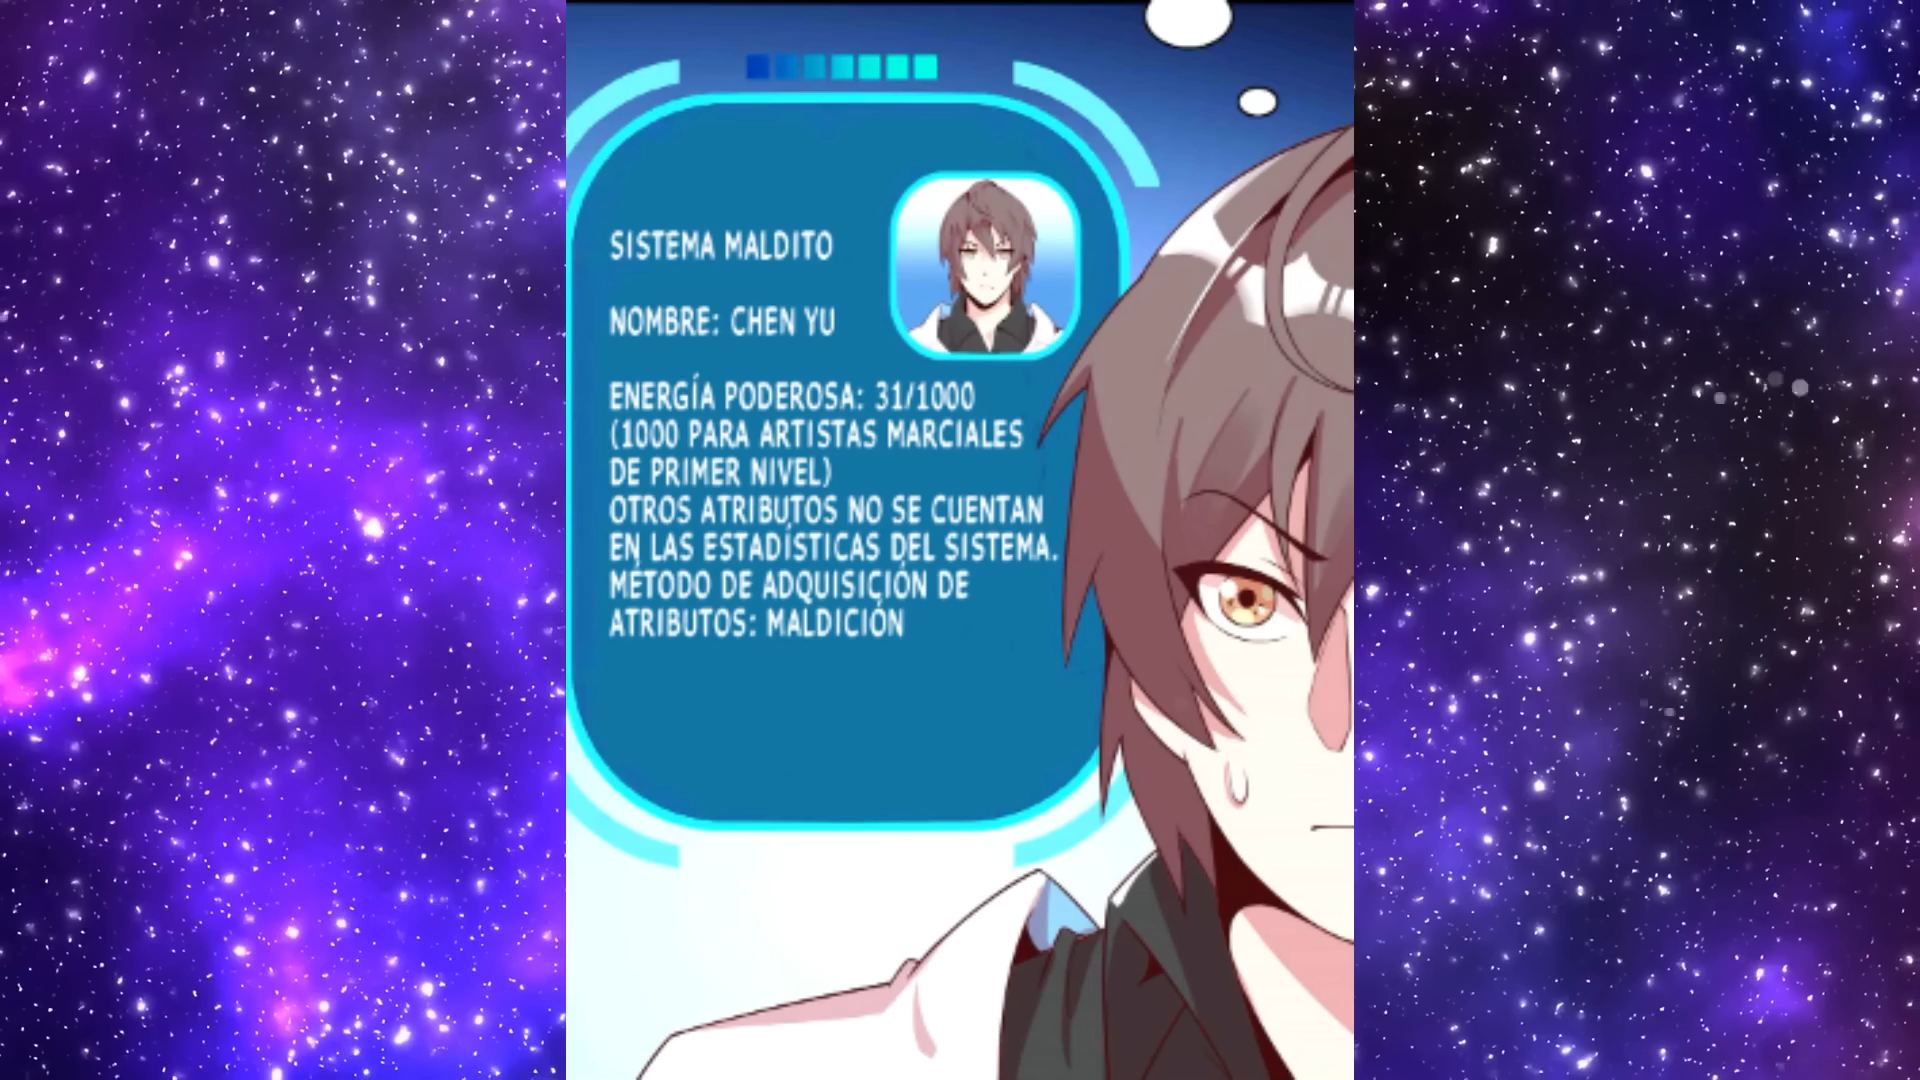 SISTEMA MALDITO
NOMBRE: CHEN YU
ENERGÍA PODEROSA: 31/1000
(1000 PARA ARTISTAS MARCIALES
DE PRIMER NIVEL)
OTROS ATRIBUTOS NO SE CUENTAN
EN LAS ESTADÍSTICAS DEL SISTEMA.
MÉTODO DE ADQUISICIÓN DE
ATRIBUTOS: MALDICIÓN